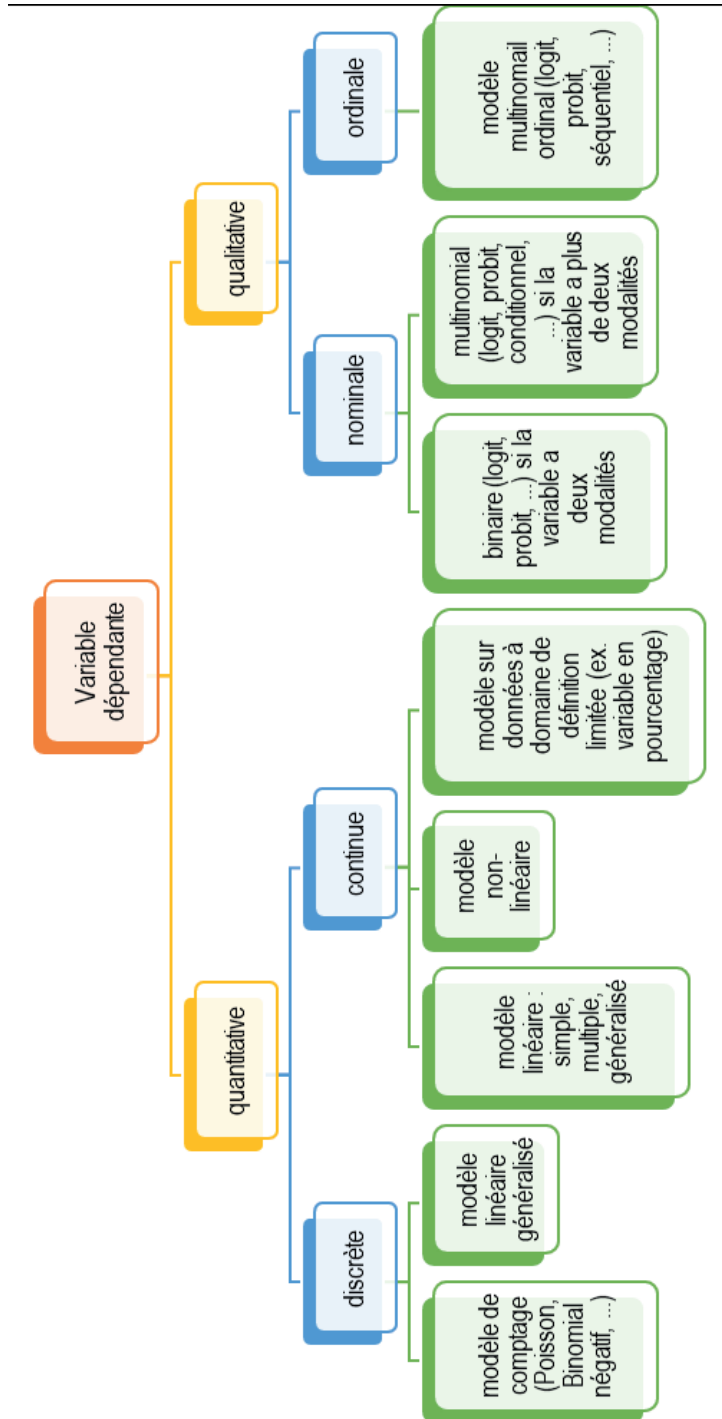 Variable
dépendante
quantitative
qualitative
discrète
continue
nominale
ordinale
modèle de
comptage
(Poisson,
Binomial
négatif, ...)
modèle
linéaire
généralisé
modèle
linéaire :
simple,
multiple,
généralisé
modèle
non-
linéaire
modèle sur
données à
domaine de
définition
limitée (ex.
variable en
pourcentage)
binaire (logit,
probit, ...) si la
variable a
deux
modalités
multinomial
(logit, probit,
conditionnel,
...) si la
variable a plus
de deux
modalités
modèle
multinomail
ordinal (logit,
probit,
séquentiel, ...)